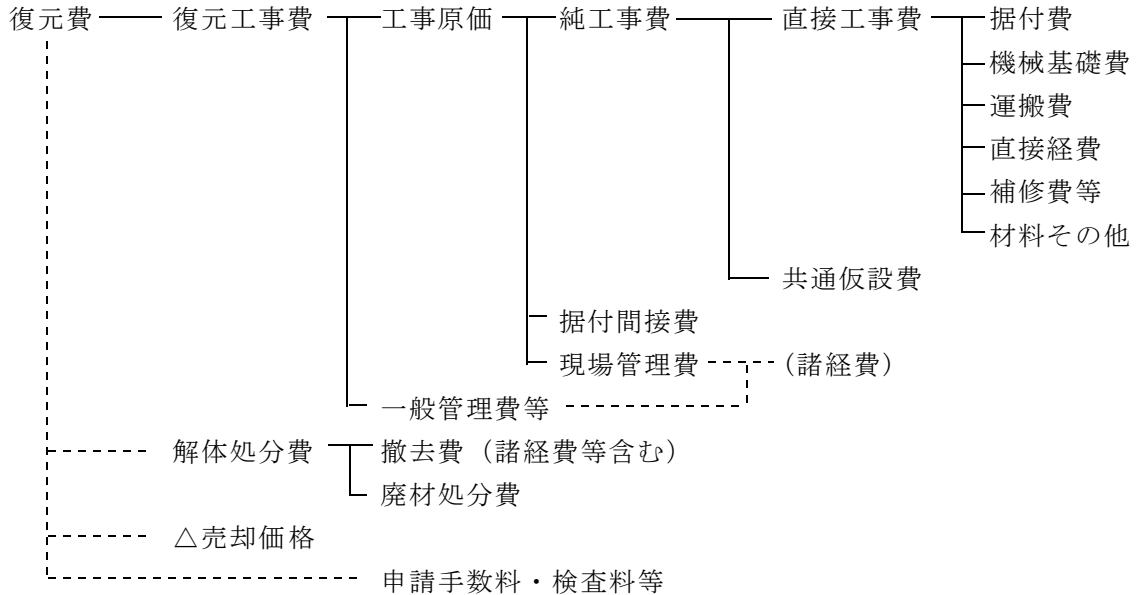 復元費 復元工事費 工事原価 純工事費 直接工事費 据付費
機械基礎費
運搬費
直接経費
補修費等
材料その他
共通仮設費
据付間接費
現場管理費 (諸経費)
一般管理費等
解体処分費 撤去費（諸経費等含む）
廃材処分費
△売却価格
申請手数料・検査料等